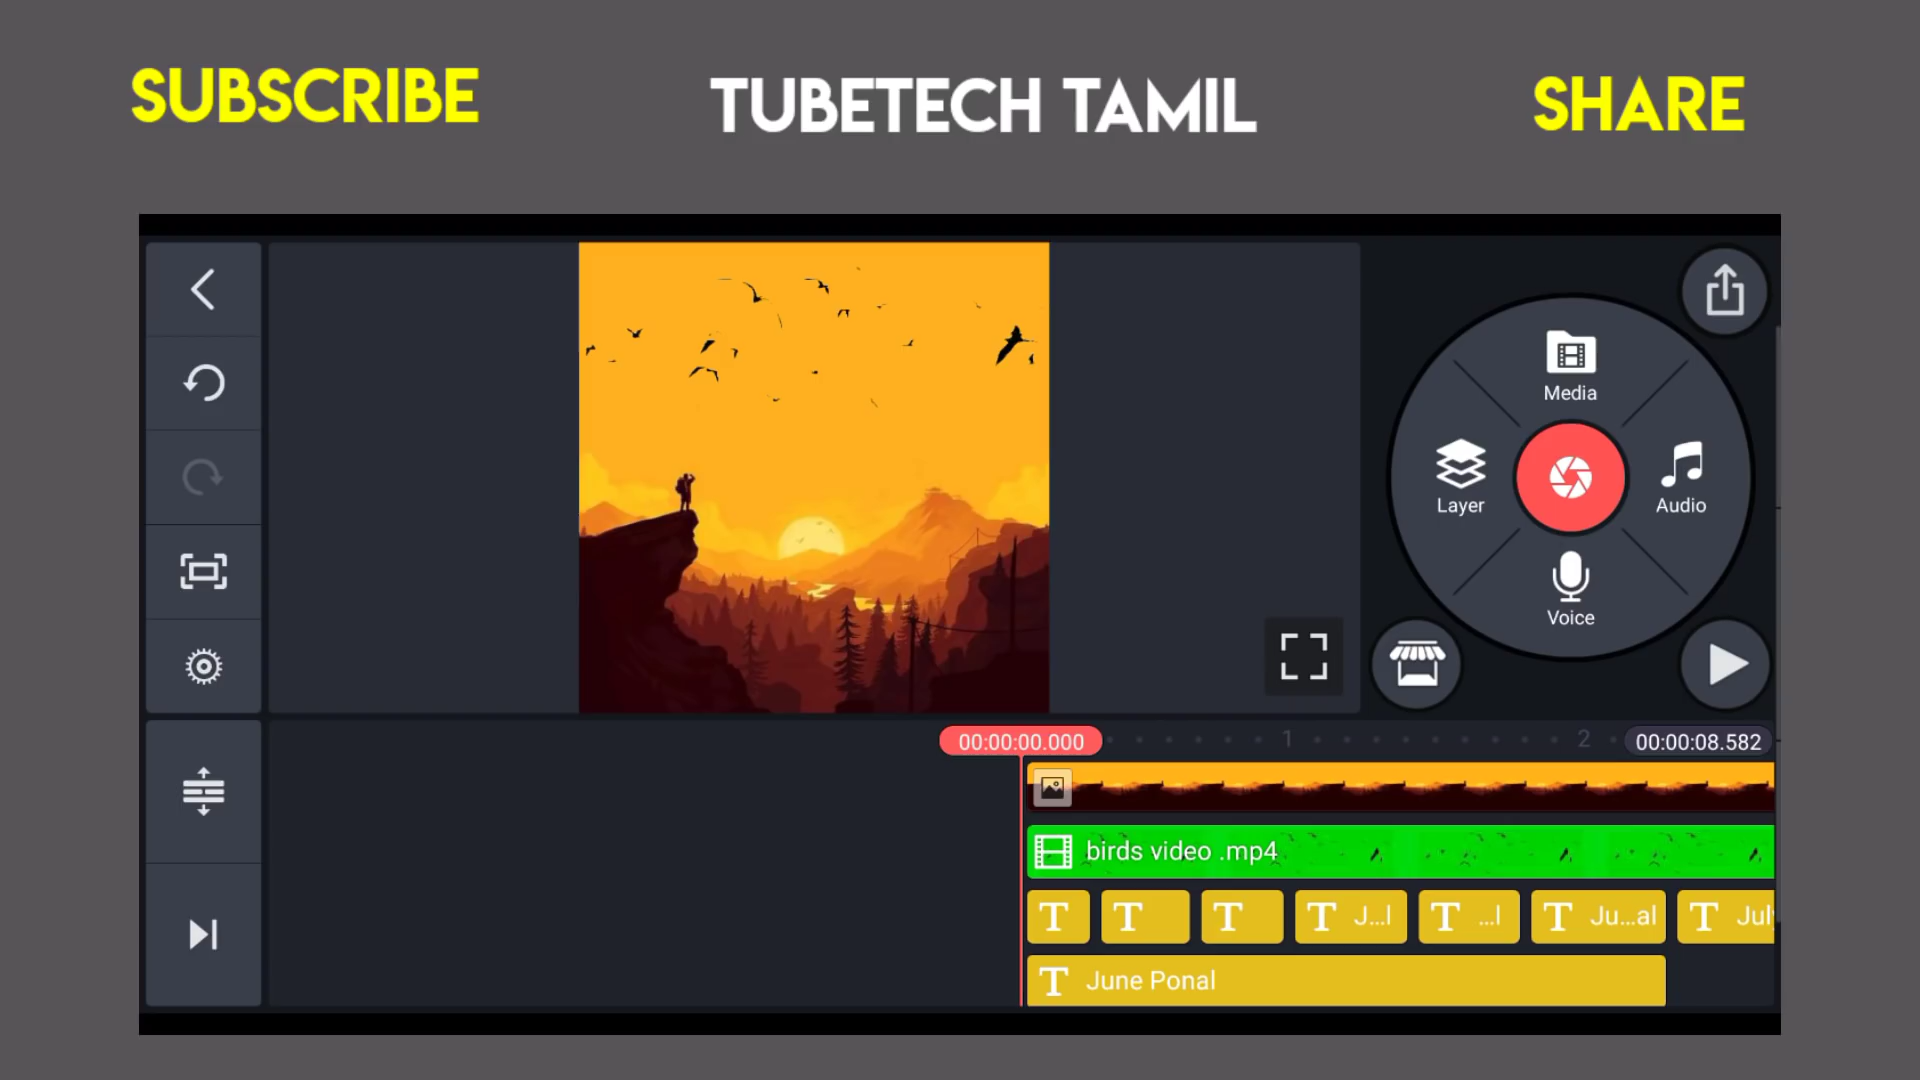 SUBSCRIBE
TUBETECH TAMIL
SHARE
Media
Layer
Audio
Voice
00:00:00.000
1
2
00:00:08.582
birds video .mp4
T
T
T
T J...l
T ...l
T Ju...al
T Jul
T June Ponal